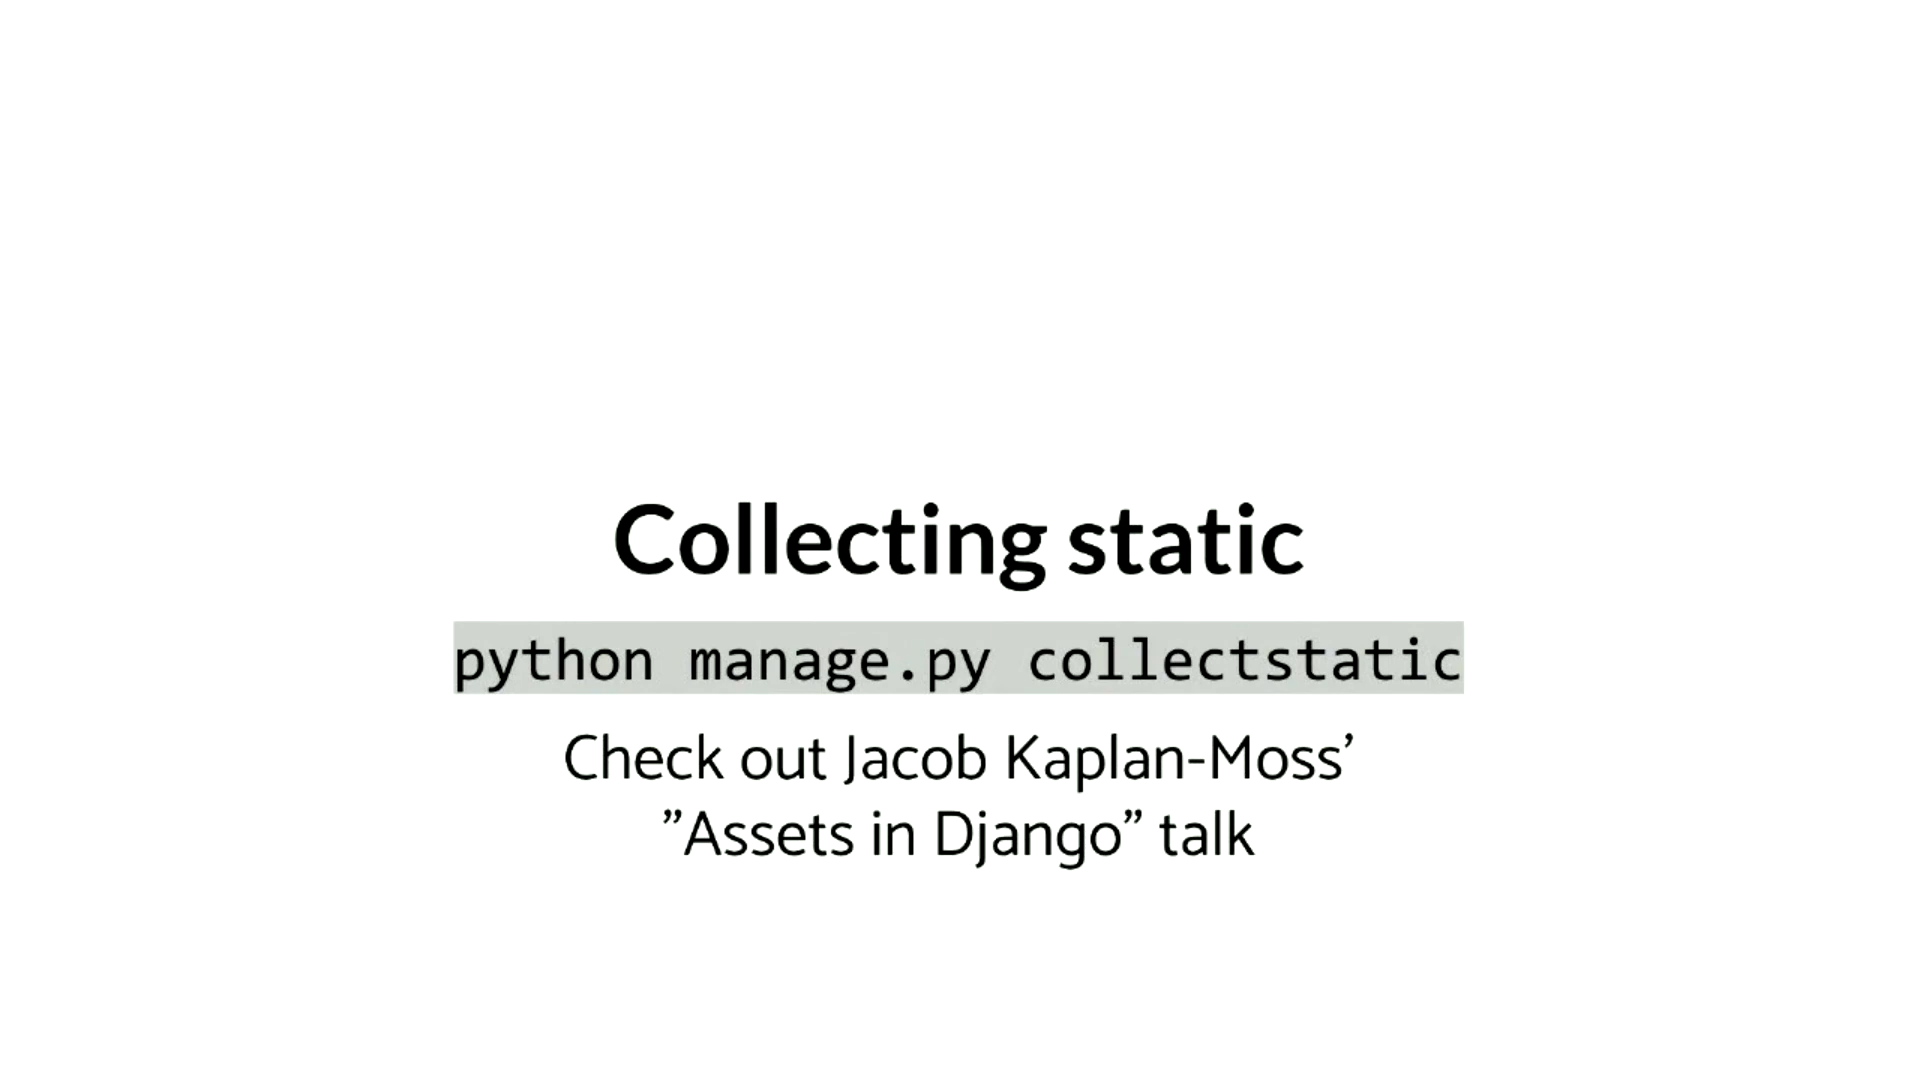 Collecting static
python manage.py collectstatic
Check out Jacob Kaplan-Moss’
”Assets in Django” talk